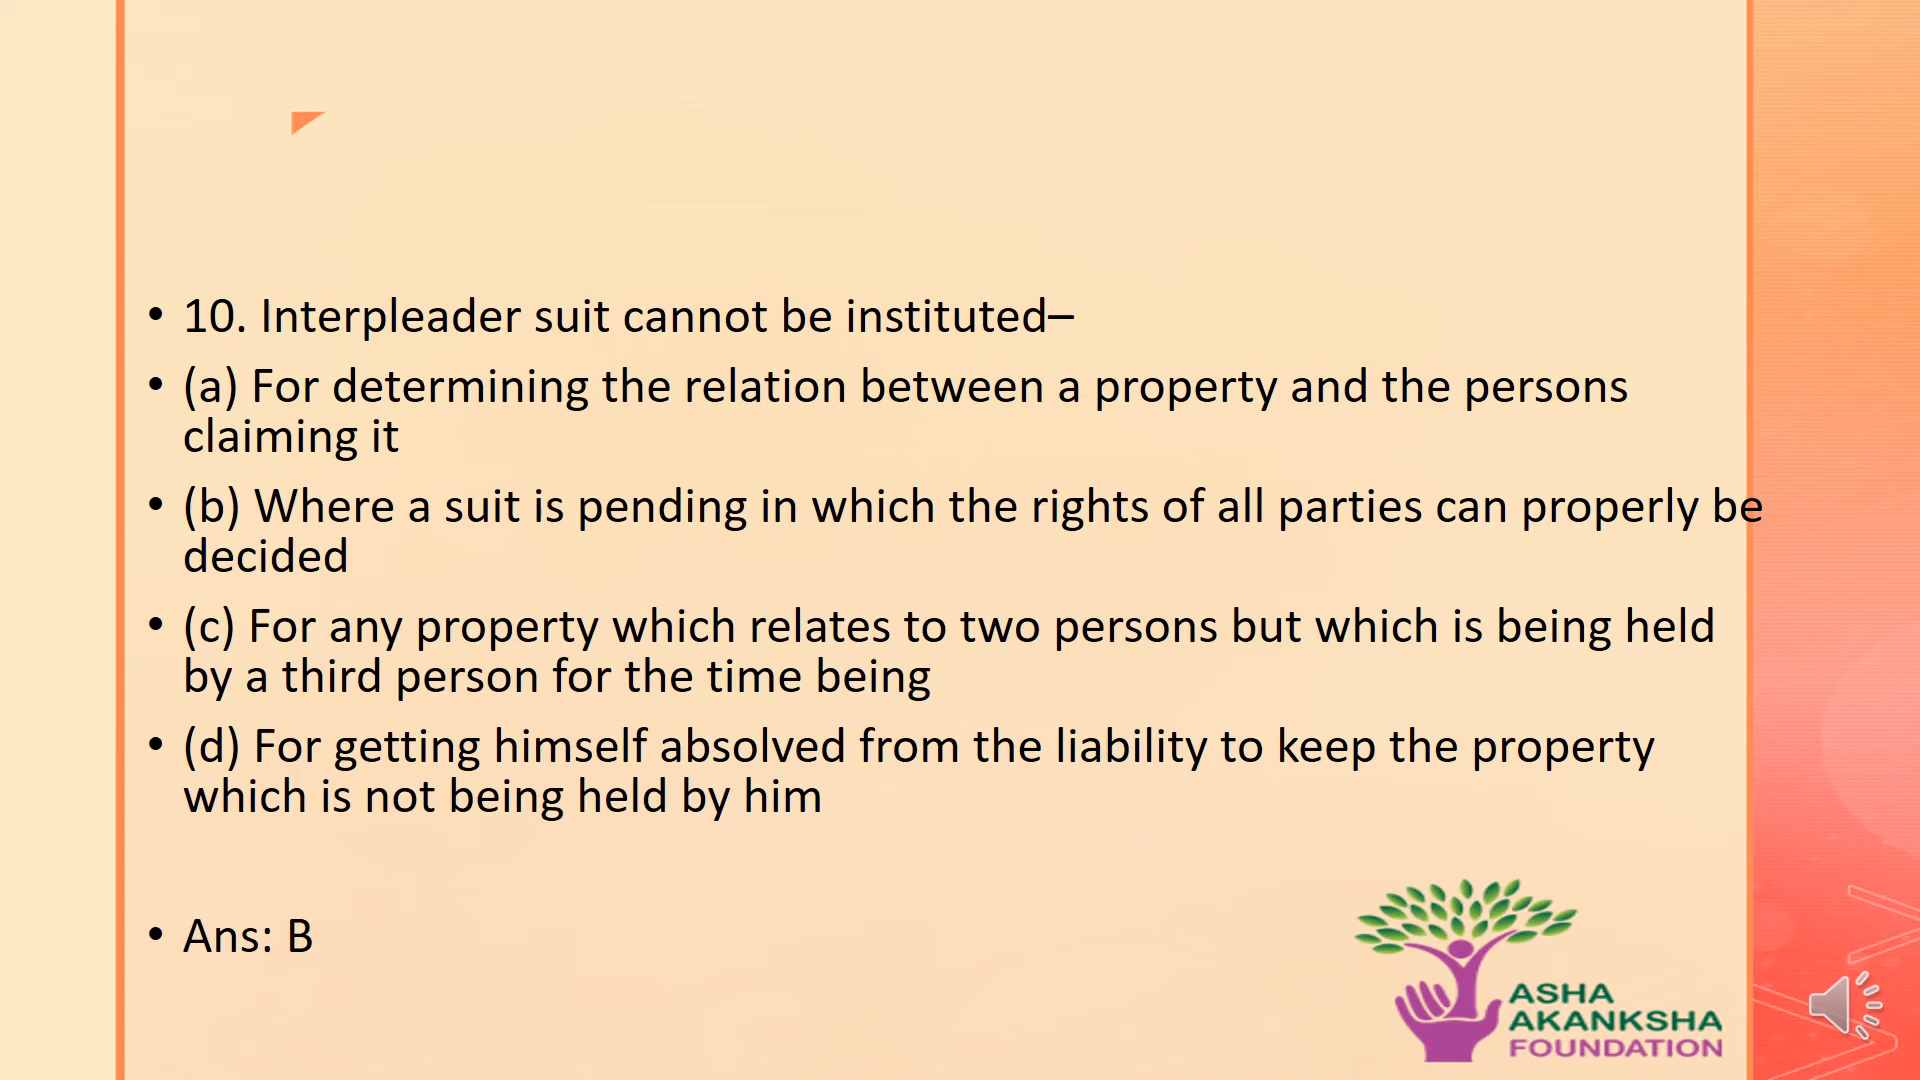 • 10. Interpleader suit cannot be instituted–
• (a) For determining the relation between a property and the persons
claiming it
• (b) Where a suit is pending in which the rights of all parties can properly be
decided
• (c) For any property which relates to two persons but which is being held
by a third person for the time being
• (d) For getting himself absolved from the liability to keep the property
which is not being held by him
• Ans: B
ASHA
AKANKSHA
FOUNDATION